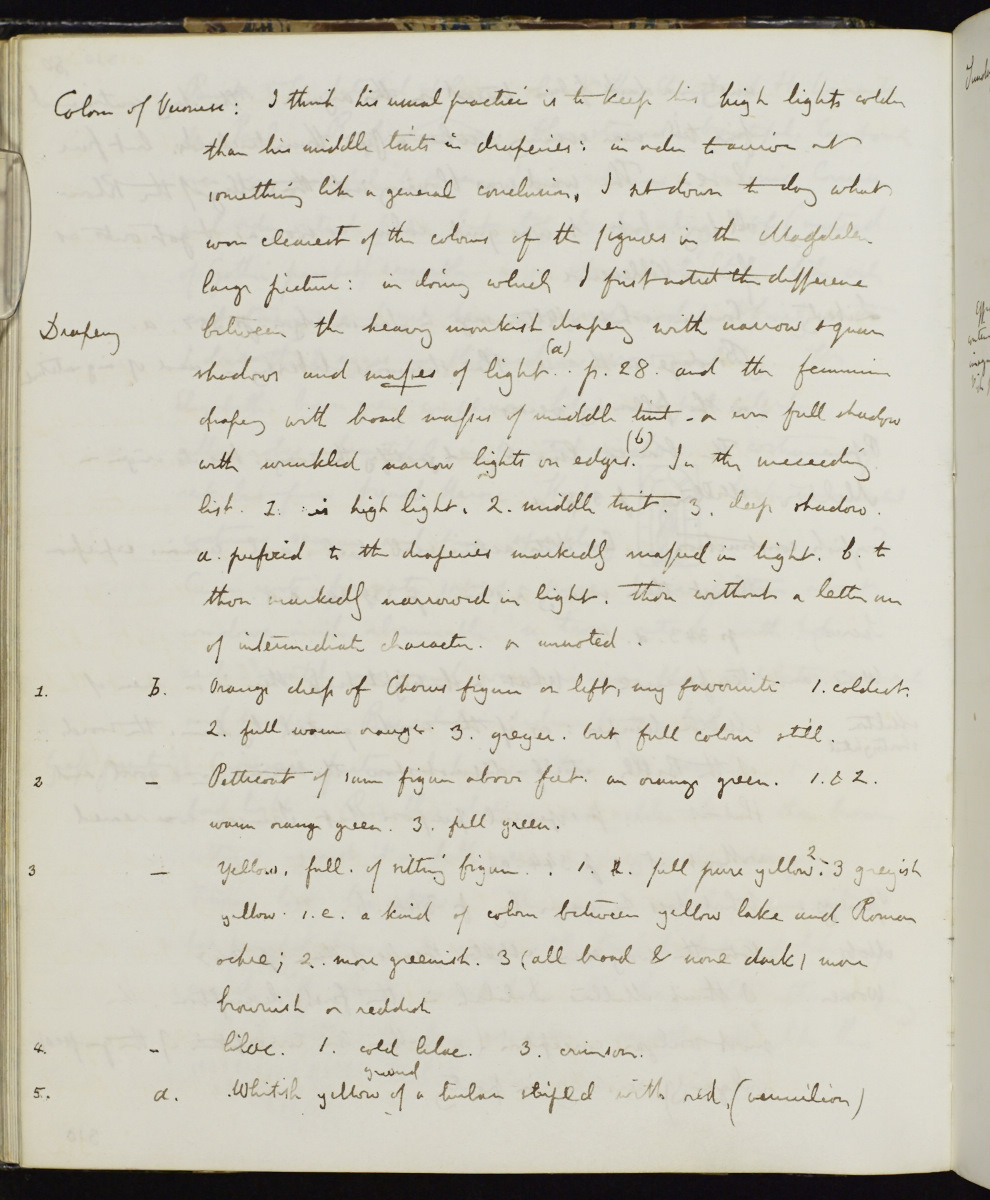 Colour of Veronese: I think his usual practice is to keep his high lights colder
than his middle tints in draperies: in order to arrive at
something like a general conclusion, I set down to day what
was clearest of the colours of the figures in the Magdalen
large picture: in doing which I first noted the difference
Drapery between the heavy monkish drapery with narrow square
shadows and masses of light (a) p. 28. and the feminine
drapery with broad masses of middle tint - or even full shadow
with wrinkled narrow lights on edges. (b) In the succeeding
list. 1. is high light. 2. middle tint. 3. deep shadow.
a. prefixed to the draperies markedly massed in light. b. to
those markedly narrowed in light. Those without a letter are
of intermediate character. or unnoted.
1. b. Orange dress of Chorus figure on left, my favourite 1. coldest.
2. full warm orange. 3. greyer. but full colour still.
2 — Petticoat of same figure above feet. an orange green. 1. & 2.
warm orange green. 3. full green.
3 — Yellow, full. of sitting figure. . 1. full pure yellow. 2. 3 greyish
yellow. i.e. a kind of colour between yellow lake and Roman
ochre; 2. more greenish. 3 (all broad & none dark) more
brownish or reddish
4. - Lilac. 1. cold lilac. 3. crimson.
5. a. Whitish yellow ground of a turban striped with red, (vermilion)